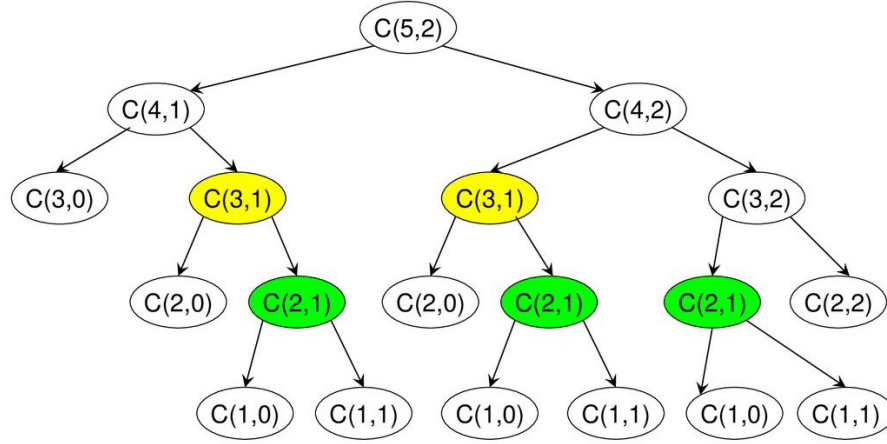 C(5,2)
C(4,1) C(4,2)
C(3,0) C(3,1) C(3,1) C(3,2)
C(2,0) C(2,1) C(2,0) C(2,1) C(2,1) C(2,2)
C(1,0) C(1,1) C(1,0) C(1,1) C(1,0) C(1,1)